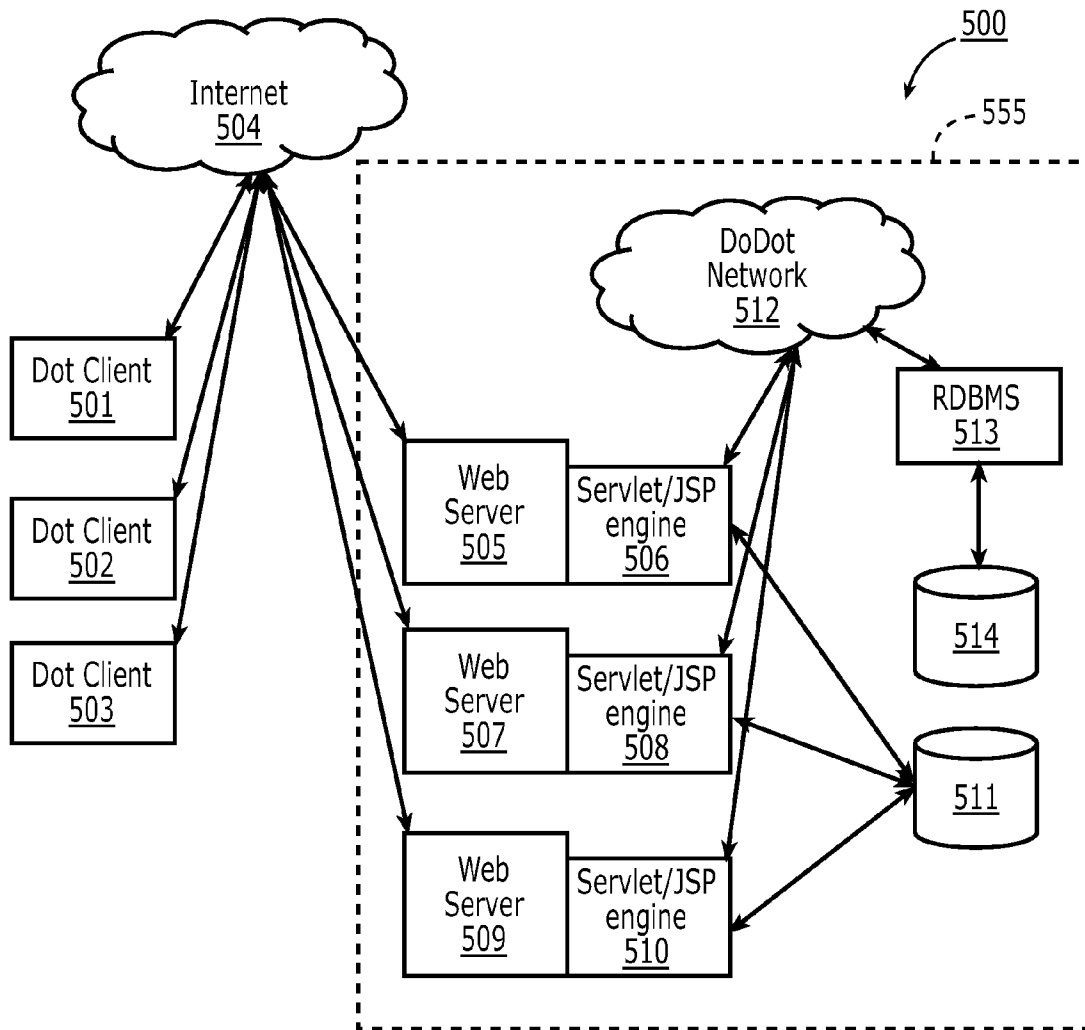 500
555
Internet
504
DoDot
Network
512
Dot Client
501
RDBMS
513
Web
Server
505
Servlet/JSP
engine
506
Dot Client
502
514
Dot Client
503
Web
Server
507
Servlet/JSP
engine
508
511
Web
Server
509
Servlet/JSP
engine
510